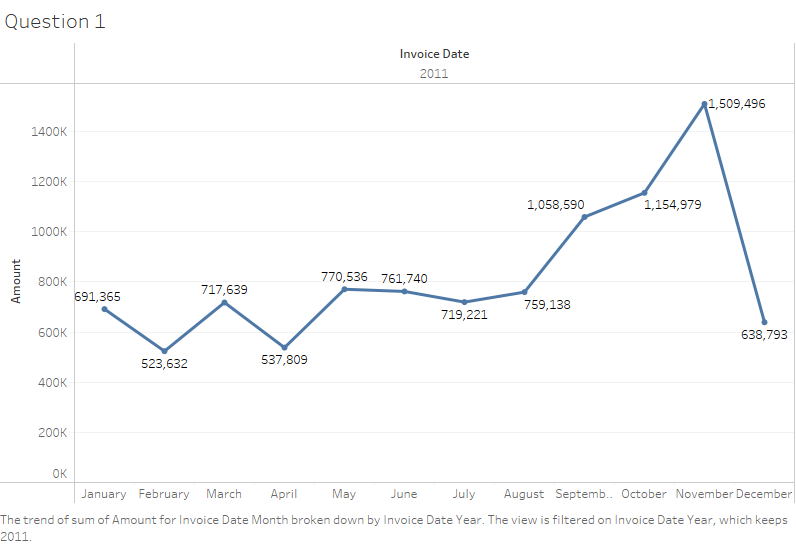 Question 1
Invoice Date
2011
1,509,496
1400K
1200K
1,058,590
1,154,979
1000K
Amount
800K
770,536 761,740
691,365
717,639
719,221
759,138
600K
638,793
523,632
537,809
400K
200K
0K
January February March April May June July August Septemb.. October November December
The trend of sum of Amount for Invoice Date Month broken down by Invoice Date Year. The view is filtered on Invoice Date Year, which keeps
2011.